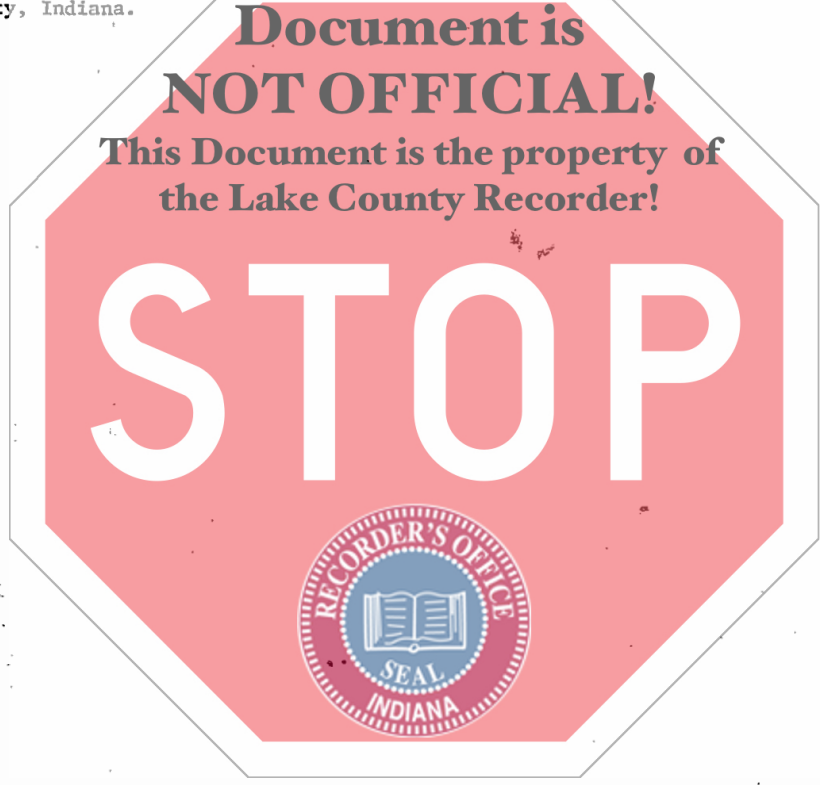 y, Indiana.
Document is
NOT OFFICIAL!
This Document is the property of
the Lake County Recorder!
STOP
RECORDER'S OFFICE
SEAL
INDIANA